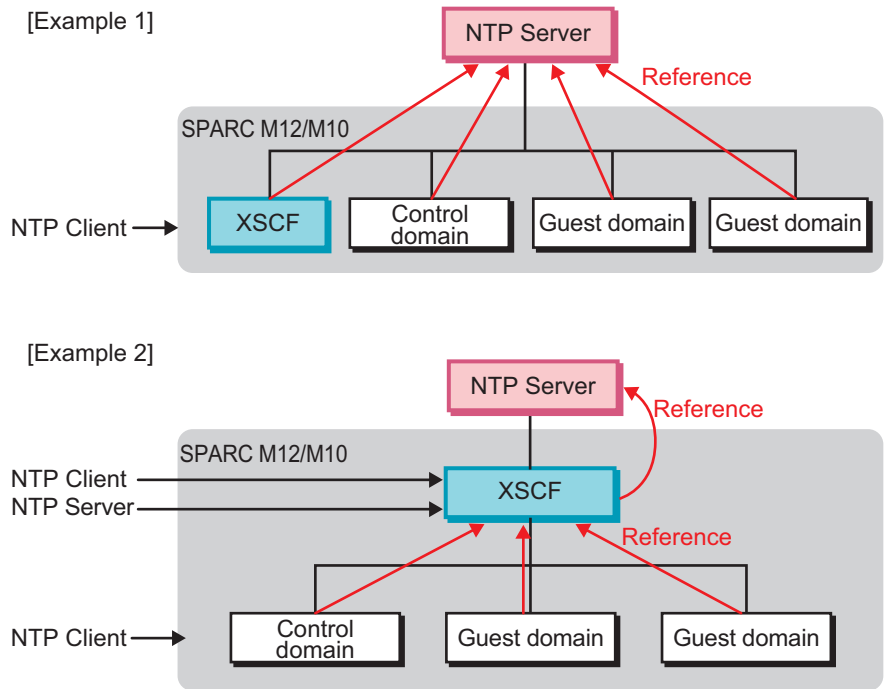 [Example 1]
NTP Server
Reference
SPARC M12/M10
NTP Client
XSCF
Control
domain
Guest domain
Guest domain
[Example 2]
NTP Server
Reference
SPARC M12/M10
NTP Client
NTP Server
XSCF
Reference
NTP Client
Control
domain
Guest domain
Guest domain